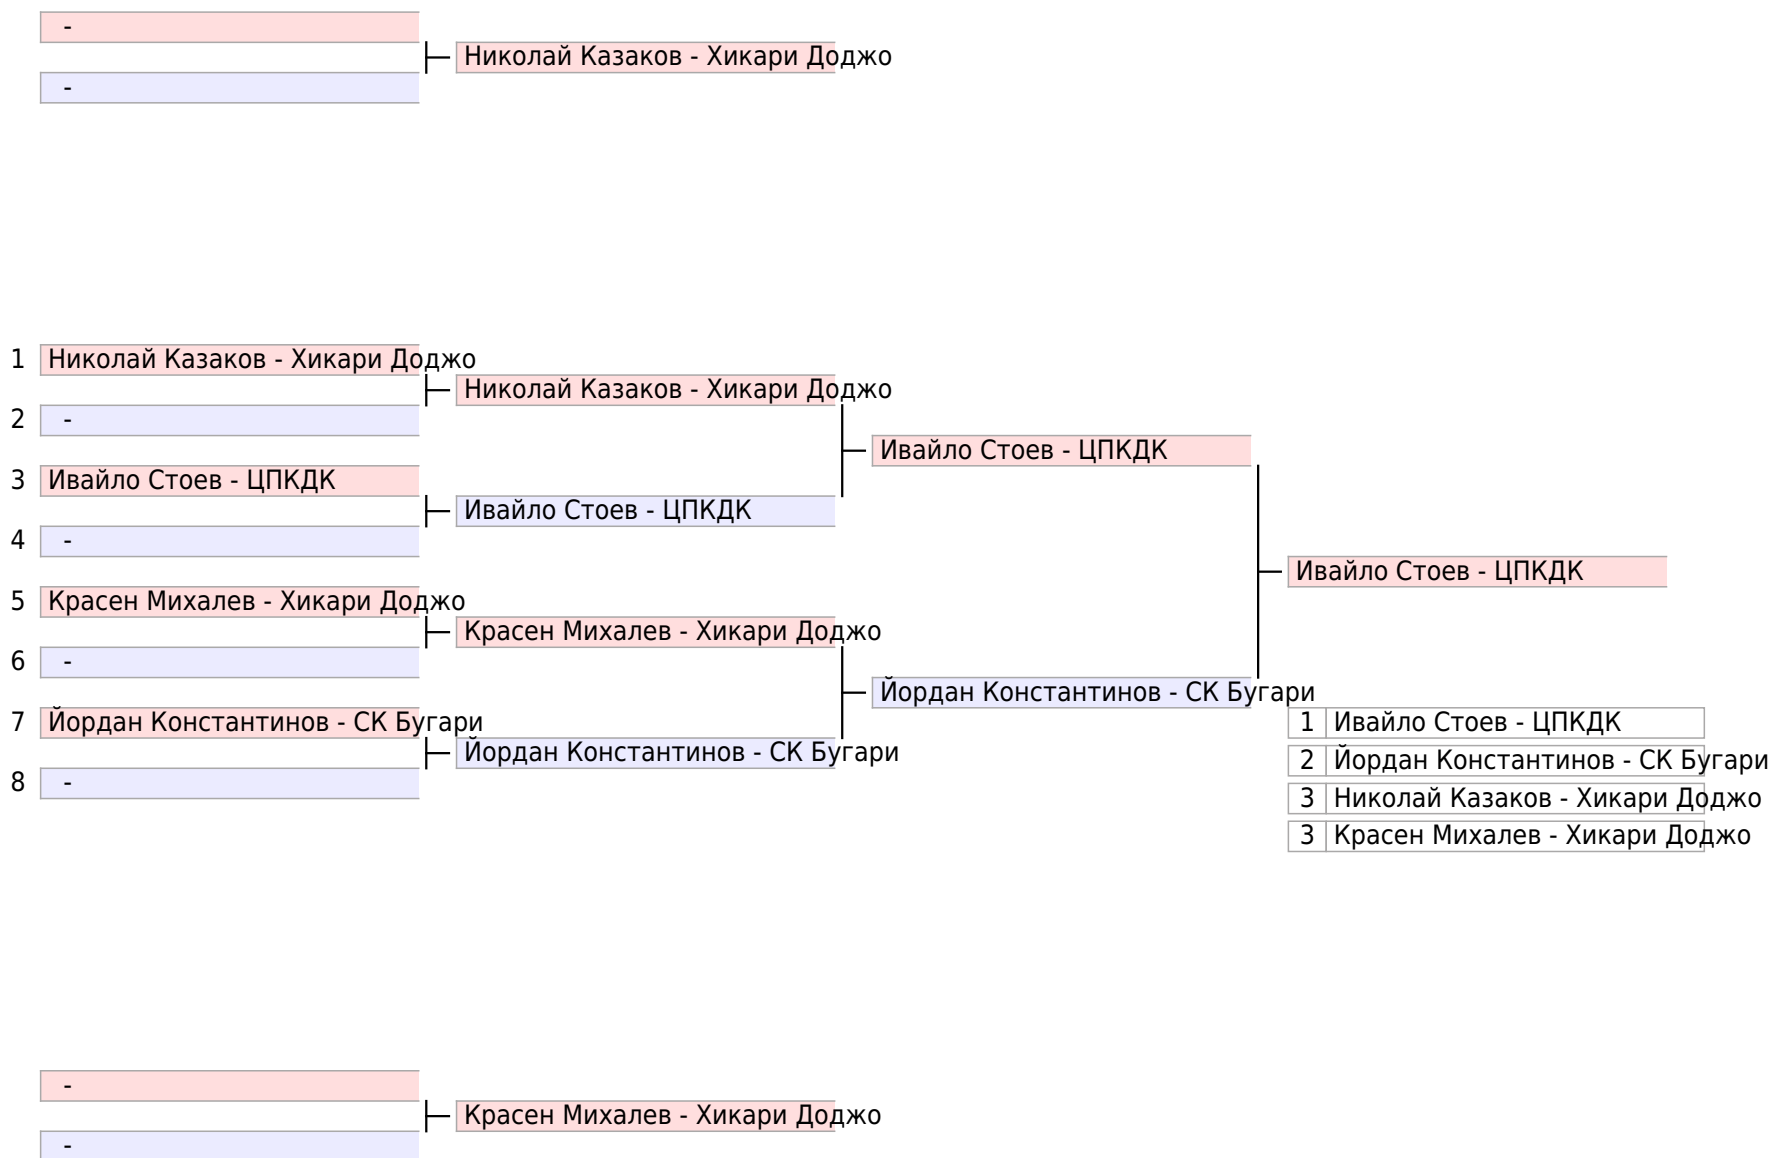 -
Николай Казаков - Хикари Доджо
-
1 Николай Казаков - Хикари Доджо
Николай Казаков - Хикари Доджо
2 -
Ивайло Стоев - ЦПКДК
3 Ивайло Стоев - ЦПКДК
Ивайло Стоев - ЦПКДК
4 -
Ивайло Стоев - ЦПКДК
5 Красен Михалев - Хикари Доджо
Красен Михалев - Хикари Доджо
6 -
Йордан Константинов - СК Бугари
7 Йордан Константинов - СК Бугари
Йордан Константинов - СК Бугари
8 -
1 Ивайло Стоев - ЦПКДК
2 Йордан Константинов - СК Бугари
3 Николай Казаков - Хикари Доджо
3 Красен Михалев - Хикари Доджо
-
Красен Михалев - Хикари Доджо
-